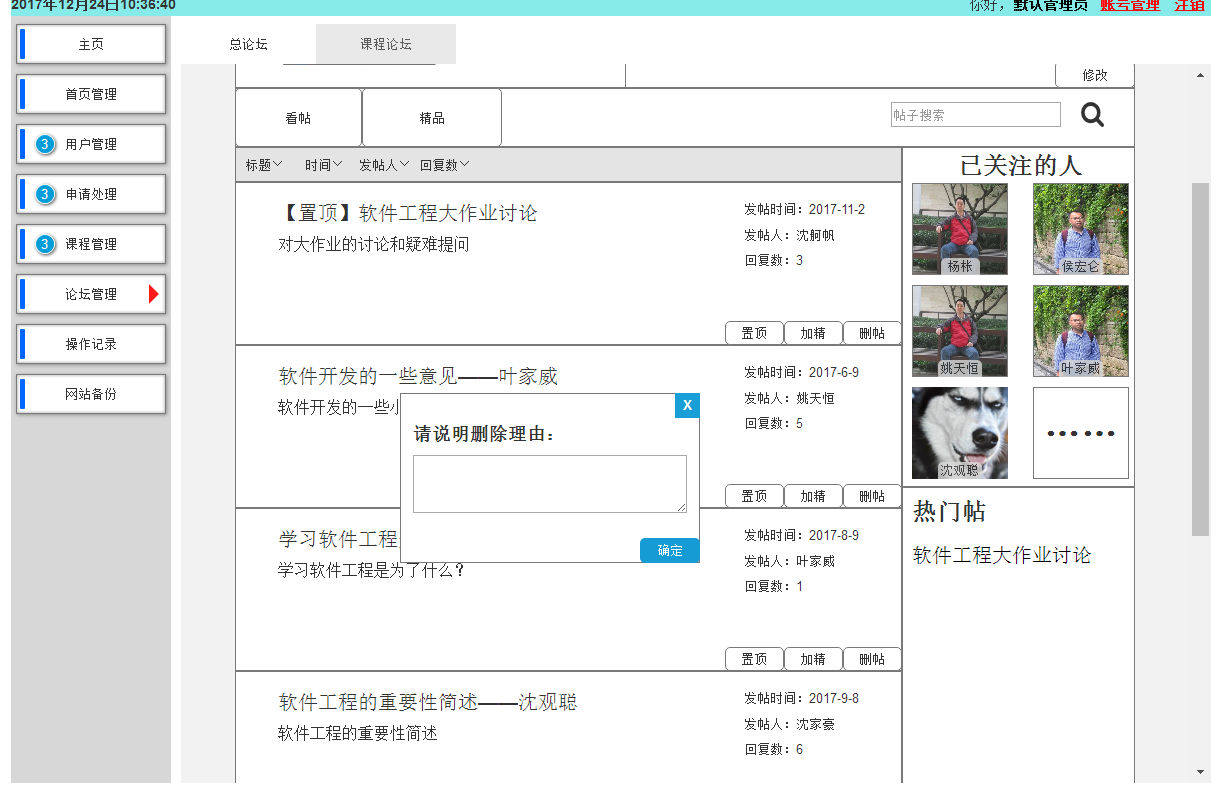 2017年12月24日10:36:40
你好，默认管理员 账号管理 注销
主页
首页管理
3 用户管理
3 申请处理
3 课程管理
论坛管理
操作记录
网站备份
总论坛 课程论坛
修改
看帖 精品 帖子搜索
标题 时间 发帖人 回复数
【置顶】软件工程大作业讨论
对大作业的讨论和疑难提问
发帖时间：2017-11-2
发帖人：沈舸帆
回复数：3
置顶 加精 删帖
软件开发的一些意见——叶家威
软件开发的一些小
发帖时间：2017-6-9
发帖人：姚天恒
回复数：5
置顶 加精 删帖
X
请说明删除理由：
确定
学习软件工程
学习软件工程是为了什么？
发帖时间：2017-8-9
发帖人：叶家威
回复数：1
置顶 加精 删帖
软件工程的重要性简述——沈观聪
软件工程的重要性简述
发帖时间：2017-9-8
发帖人：沈家豪
回复数：6
已关注的人
杨枨 侯宏仑
姚天恒 叶家威
沈观聪 ······
热门帖
软件工程大作业讨论